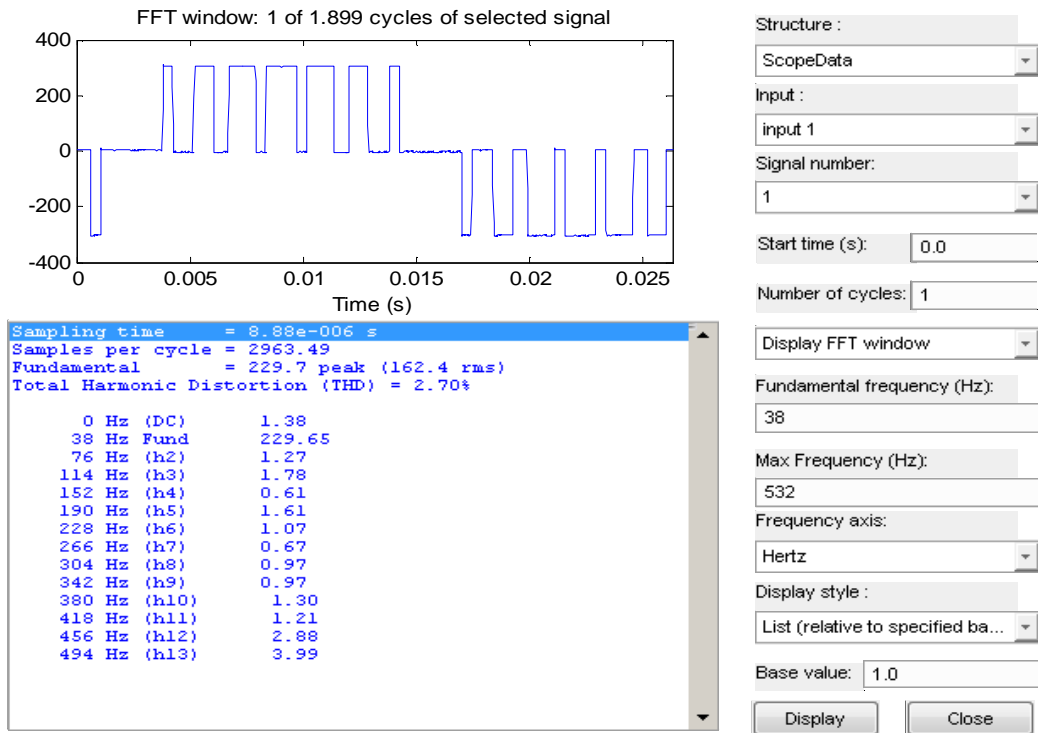 FFT window: 1 of 1.899 cycles of selected signal
400
200
0
-200
-400
0 0.005 0.01 0.015 0.02 0.025
Time (s)
Sampling time = 8.88e-006 s
Samples per cycle = 2963.49
Fundamental = 229.7 peak (162.4 rms)
Total Harmonic Distortion (THD) = 2.70%
0 Hz (DC) 1.38
38 Hz Fund 229.65
76 Hz (h2) 1.27
114 Hz (h3) 1.78
152 Hz (h4) 0.61
190 Hz (h5) 1.61
228 Hz (h6) 1.07
266 Hz (h7) 0.67
304 Hz (h8) 0.97
342 Hz (h9) 0.97
380 Hz (h10) 1.30
418 Hz (h11) 1.21
456 Hz (h12) 2.88
494 Hz (h13) 3.99
Structure :
ScopeData
Input :
input 1
Signal number:
1
Start time (s): 0.0
Number of cycles: 1
Display FFT window
Fundamental frequency (Hz):
38
Max Frequency (Hz):
532
Frequency axis:
Hertz
Display style :
List (relative to specified ba...
Base value: 1.0
Display Close